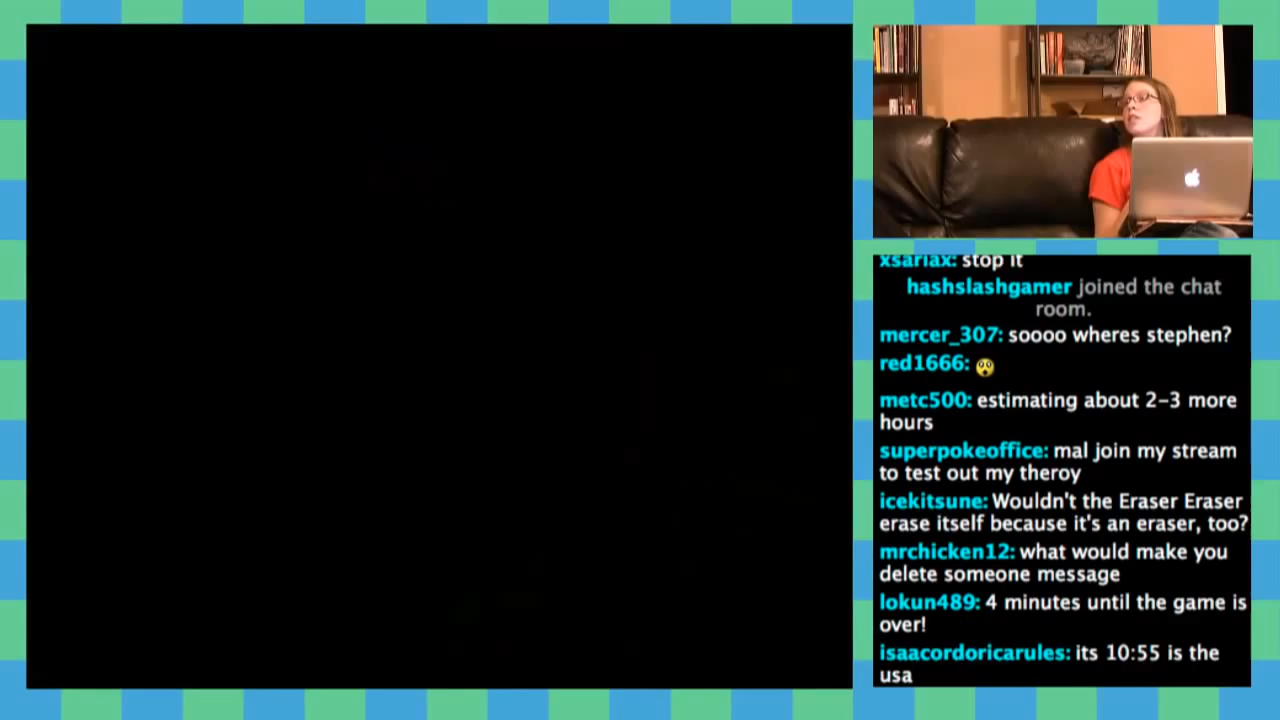 xsariax: stop it
hashslashgamer joined the chat
room.
mercer_307: soooo wheres stephen?
red1666:
metc500: estimating about 2-3 more
hours
superpokeoffice: mal join my stream
to test out my theroy
icekitsune: Wouldn't the Eraser Eraser
erase itself because it's an eraser, too?
mrchicken12: what would make you
delete someone message
lokun489: 4 minutes until the game is
over!
isaacordoricarules: its 10:55 is the
usa